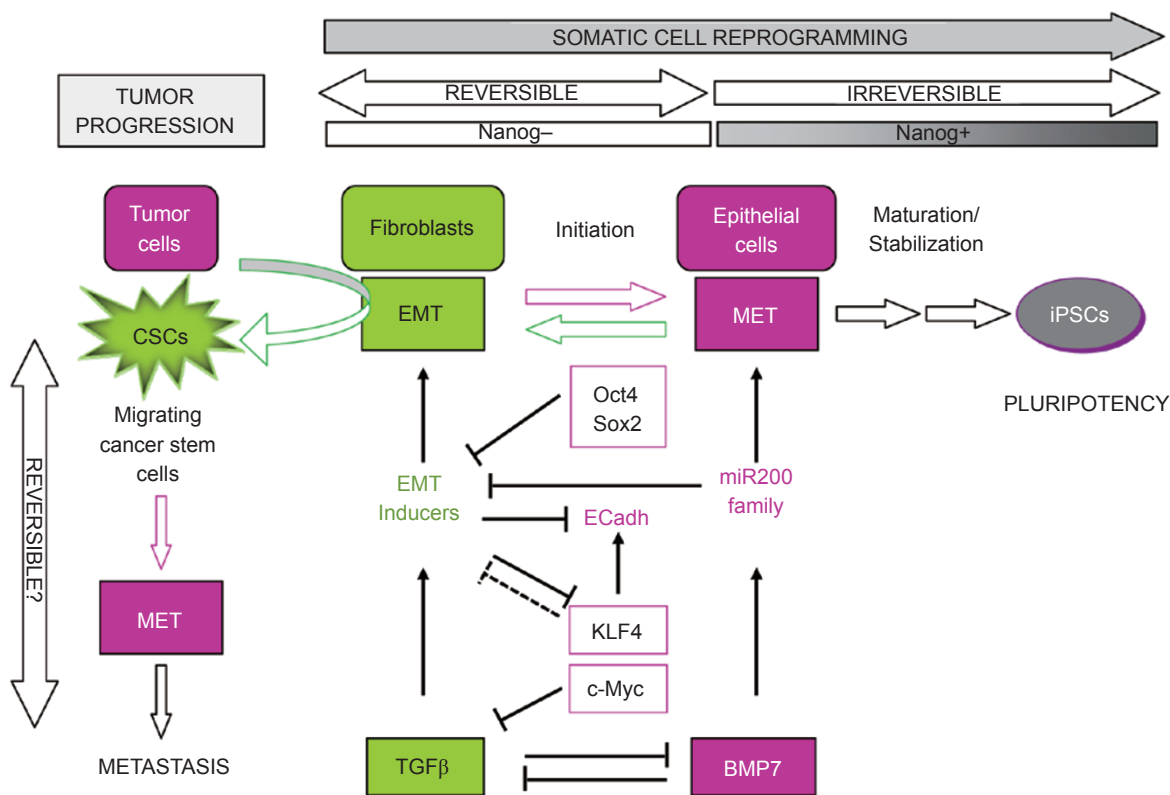 SOMATIC CELL REPROGRAMMING
TUMOR
PROGRESSION
REVERSIBLE
IRREVERSIBLE
Nanog–
Nanog+
Tumor
cells
Fibroblasts
Initiation
Epithelial
cells
Maturation/
Stabilization
CSCs
EMT
MET
iPSCs
Migrating
cancer stem
cells
Oct4
Sox2
PLURIPOTENCY
REVERSIBLE?
EMT
Inducers
ECadh
miR200
family
MET
KLF4
c-Myc
METASTASIS
TGFβ
BMP7